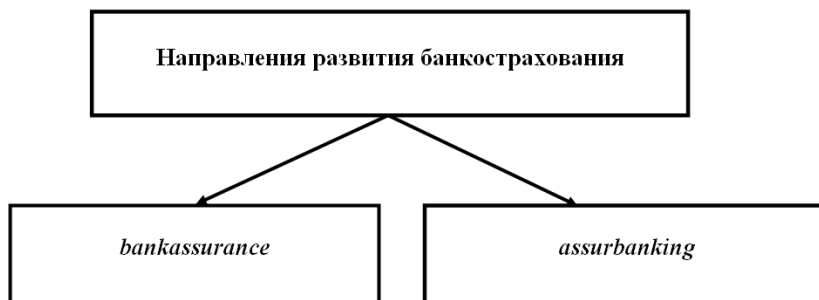 Направления развития банкострахования
bankassurance
assurbanking